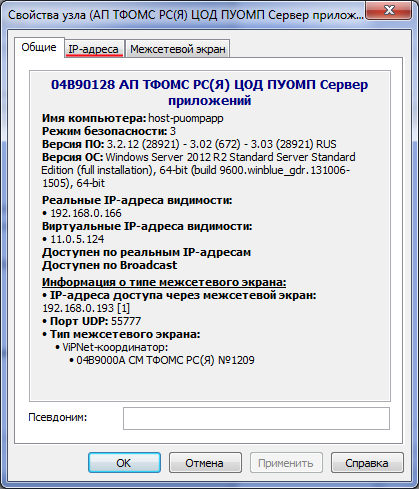 Свойства узла (АП ТФОМС РС(Я) ЦОД ПУОМП Сервер прилож...
Общие
IP-адреса
Межсетевой экран
04B90128 АП ТФОМС РС(Я) ЦОД ПУОМП Сервер
приложений
Имя компьютера: host-puompapp
Режим безопасности: 3
Версия ПО: 3.2.12 (28921) - 3.02 (672) - 3.03 (28921) RUS
Версия ОС: Windows Server 2012 R2 Standard Server Standard
Edition (full installation), 64-bit (build 9600.winblue_gdr.131006-
1505), 64-bit
Реальные IP-адреса видимости:
• 192.168.0.166
Виртуальные IP-адреса видимости:
• 11.0.5.124
Доступен по реальным IP-адресам
Доступен по Broadcast
Информация о типе межсетевого экрана:
• IP-адреса доступа через межсетевой экран:
192.168.0.193 [1]
• Порт UDP: 55777
• Тип межсетевого экрана:
• ViPNet-координатор:
• 04B9000A СМ ТФОМС РС(Я) №1209
Псевдоним:
OK
Отмена
Применить
Справка